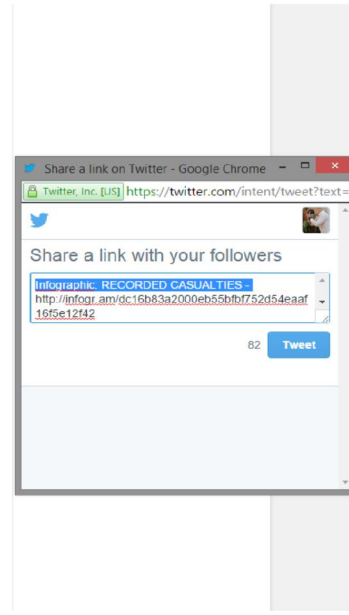 Share a link on Twitter - Google Chrome
Twitter, Inc. [US] https://twitter.com/intent/tweet?text=
Share a link with your followers
Infographic: RECORDED CASUALTIES -
http://infogr.am/dc16b83a2000eb55bfbf752d54eaaf
16f5e12f42
82 Tweet